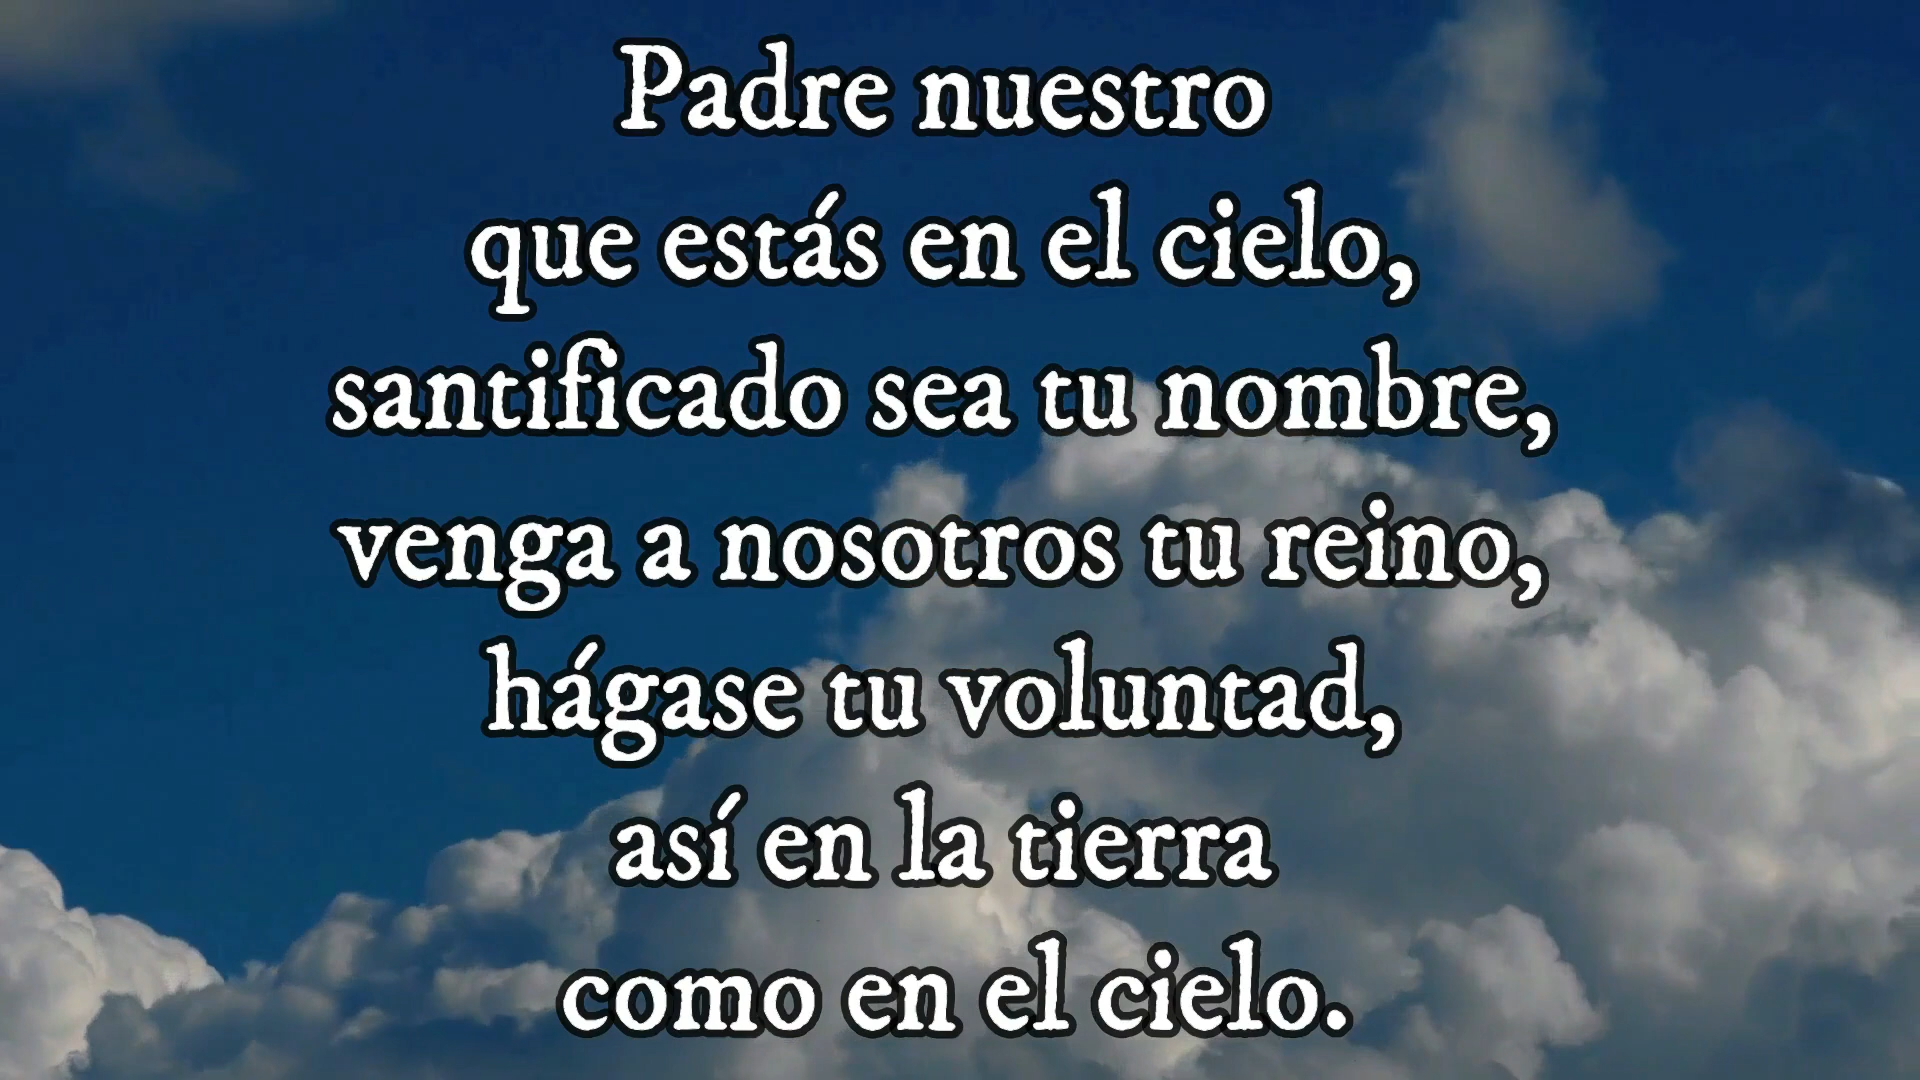 Padre nuestro
que estás en el cielo,
santificado sea tu nombre,
venga a nosotros tu reino,
hágase tu voluntad,
así en la tierra
como en el cielo.